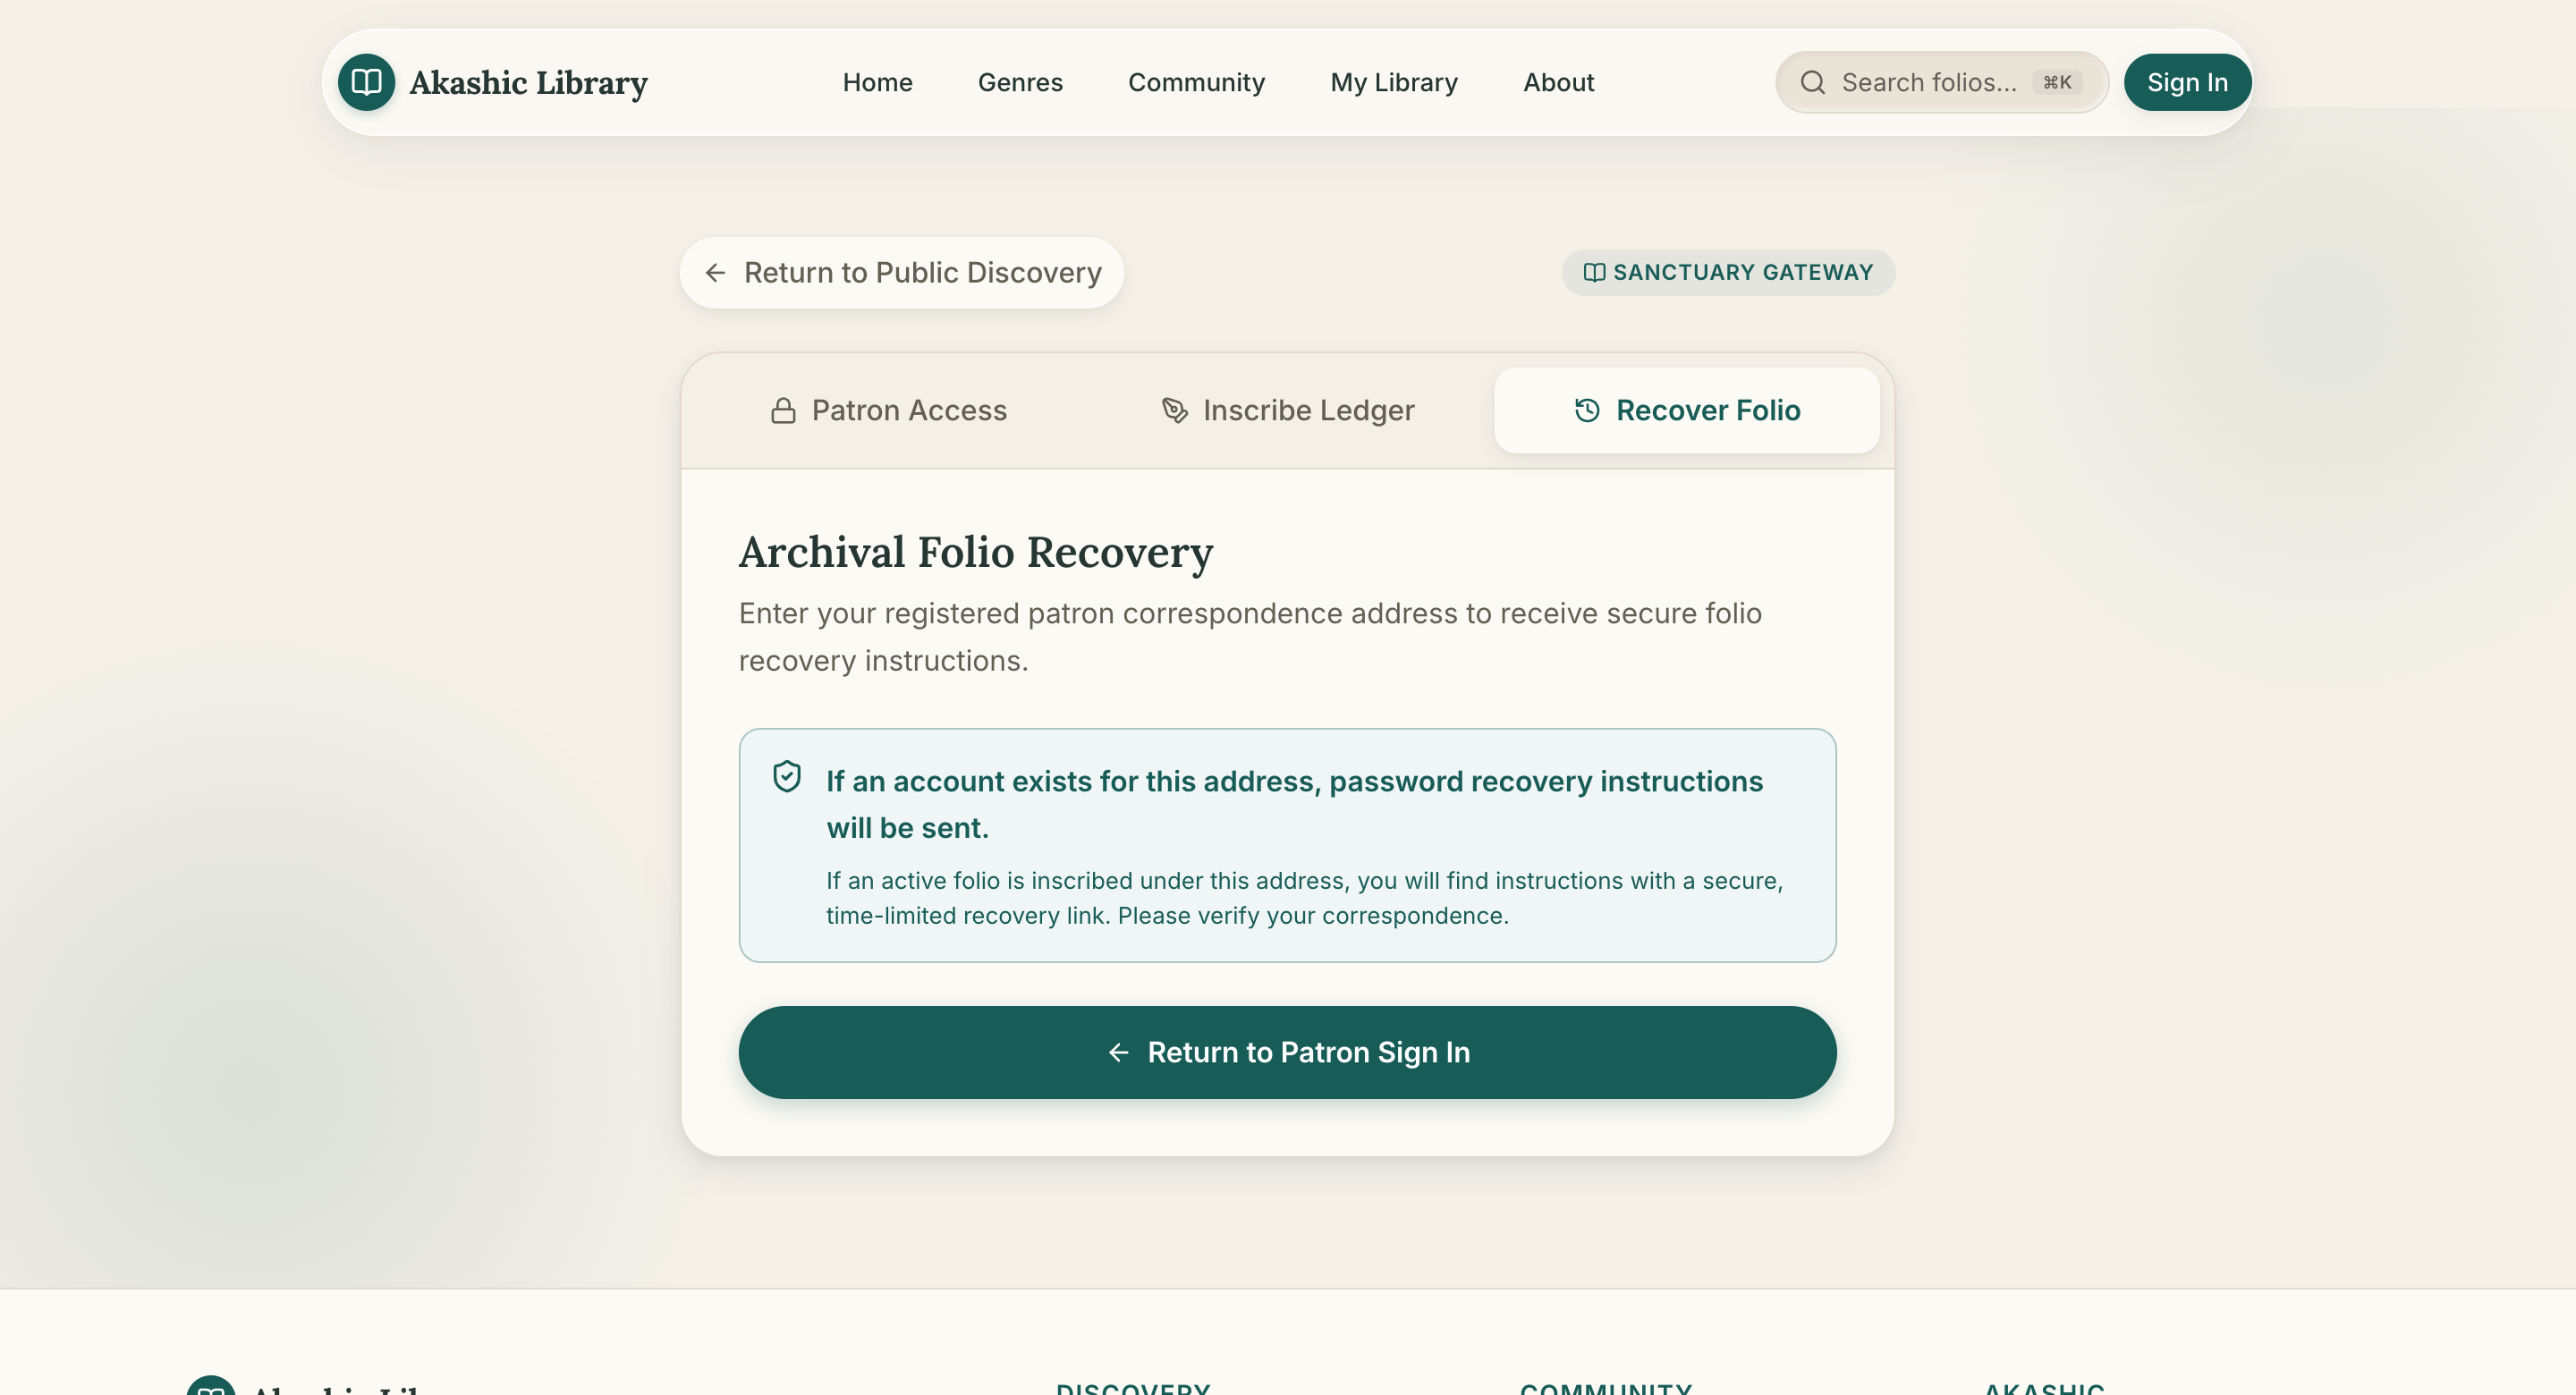 Akashic Library
Home
Genres
Community
My Library
About
Search folios...
⌘K
Sign In
Return to Public Discovery
SANCTUARY GATEWAY
Patron Access
Inscribe Ledger
Recover Folio
Archival Folio Recovery
Enter your registered patron correspondence address to receive secure folio
recovery instructions.
If an account exists for this address, password recovery instructions
will be sent.
If an active folio is inscribed under this address, you will find instructions with a secure,
time-limited recovery link. Please verify your correspondence.
Return to Patron Sign In
DISCOVERY
COMMUNITY
AKASHIC